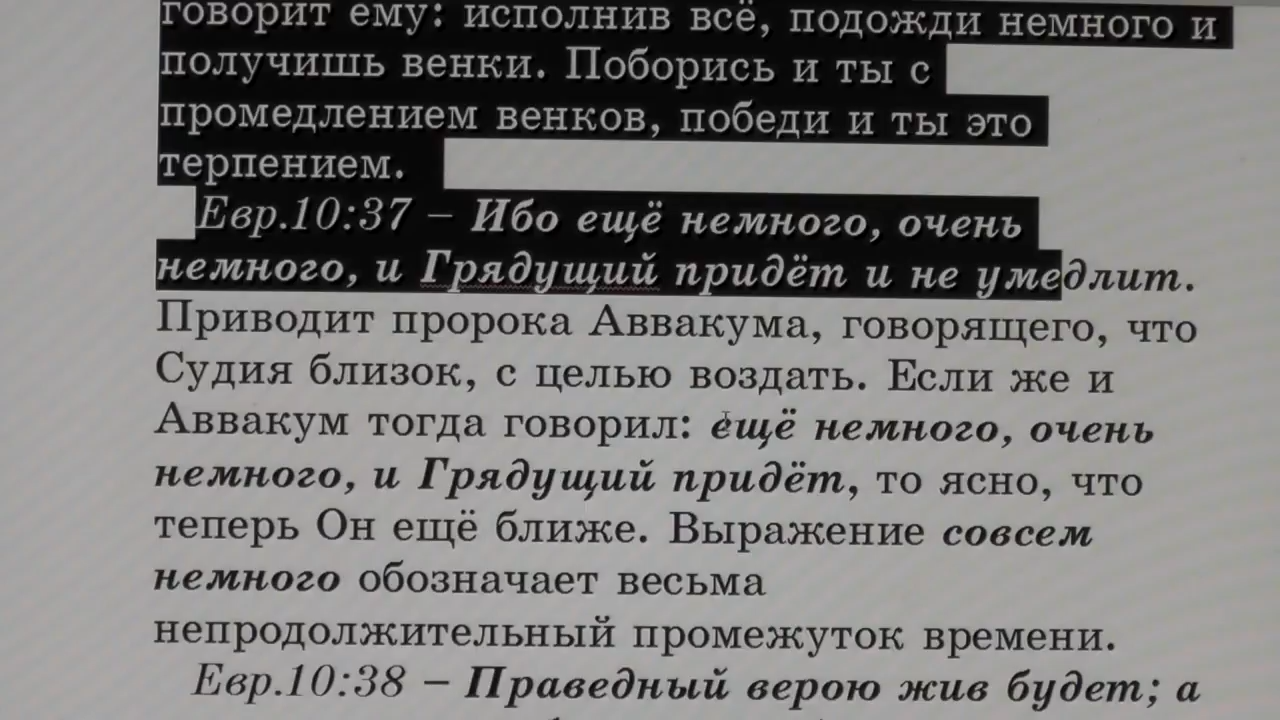 говорит ему: исполнив всё, подожди немного и
получишь венки. Поборись и ты с
промедлением венков, победи и ты это
терпением.
Евр.10:37 – Ибо ещё немного, очень
немного, и Грядущий придёт и не умедлит.
Приводит пророка Аввакума, говорящего, что
Судия близок, с целью воздать. Если же и
Аввакум тогда говорил: ещё немного, очень
немного, и Грядущий придёт, то ясно, что
теперь Он ещё ближе. Выражение совсем
немного обозначает весьма
непродолжительный промежуток времени.
Евр.10:38 – Праведный верою жив будет; а